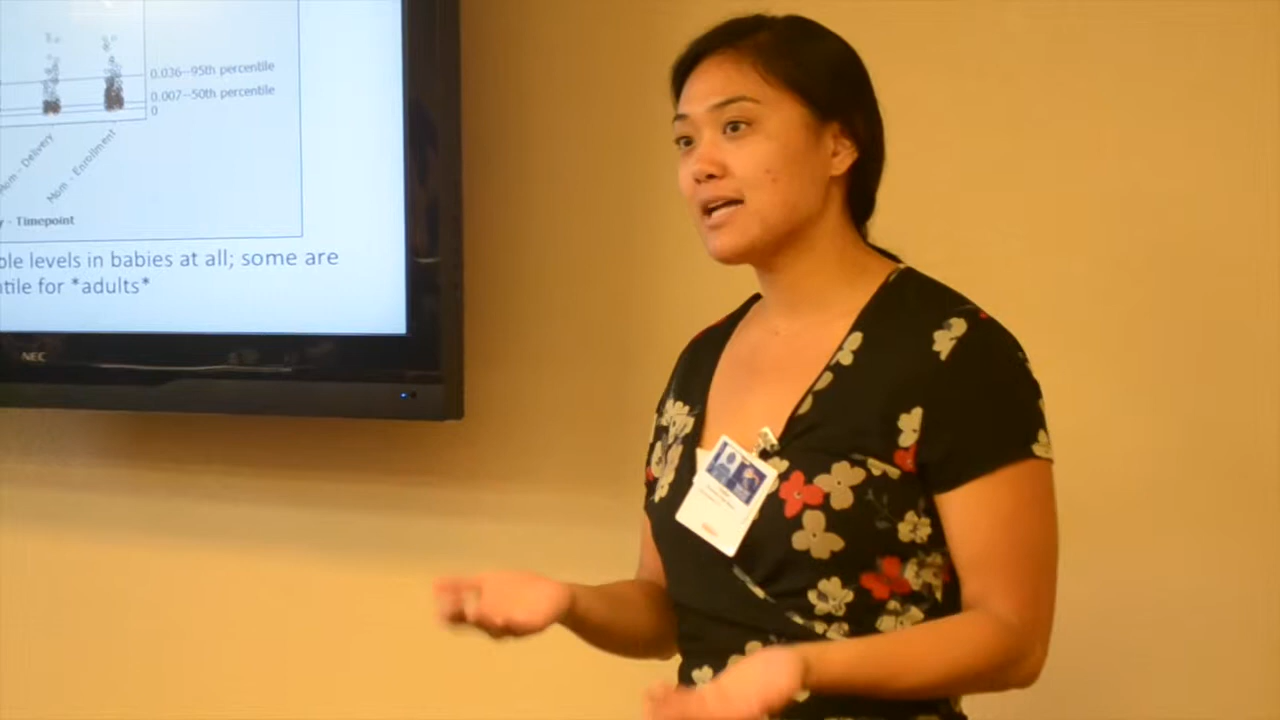 0.036--95th percentile
0.007--50th percentile
0
Mom - Delivery
Mom - Enrollment
- Timepoint
ble levels in babies at all; some are
ntile for *adults*
NEC